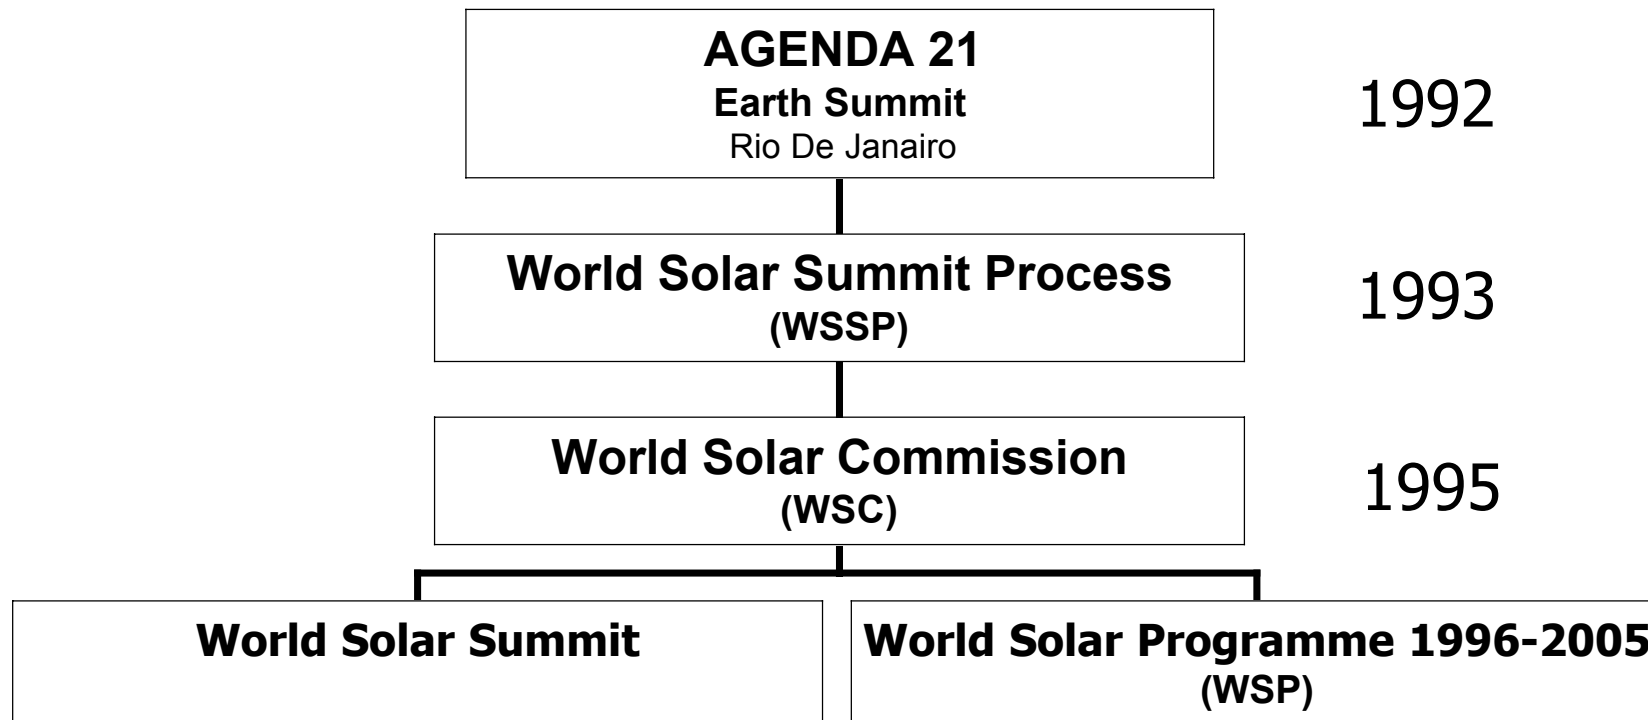 AGENDA 21
Earth Summit
Rio De Janairo
1992
World Solar Summit Process
(WSSP)
1993
World Solar Commission
(WSC)
1995
World Solar Summit
World Solar Programme 1996-2005
(WSP)